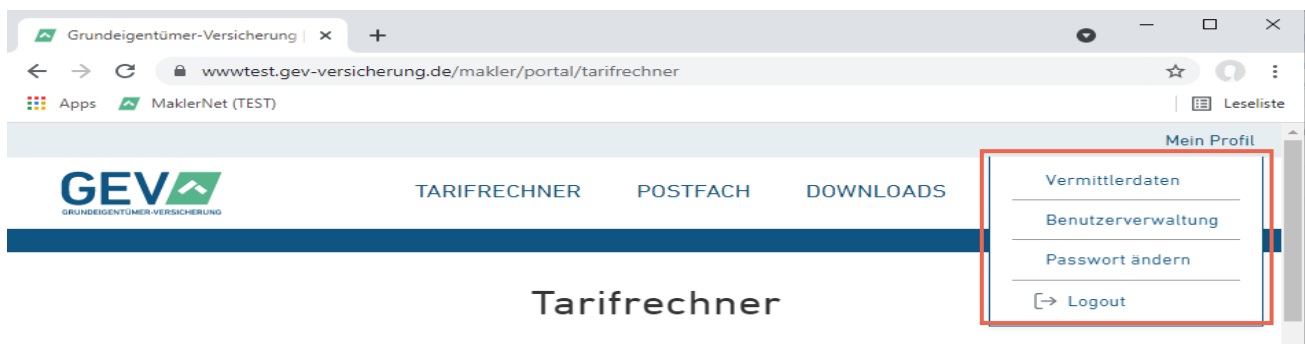 Grundeigentümer-Versicherung |
wwwtest.gev-versicherung.de/makler/portal/tarifrechner
Apps MaklerNet (TEST) Leseliste
Mein Profil
GEV
GRUNDEIGENTÜMER-VERSICHERUNG
TARIFRECHNER POSTFACH DOWNLOADS
Vermittlerdaten
Benutzerverwaltung
Passwort ändern
Logout
Tarifrechner